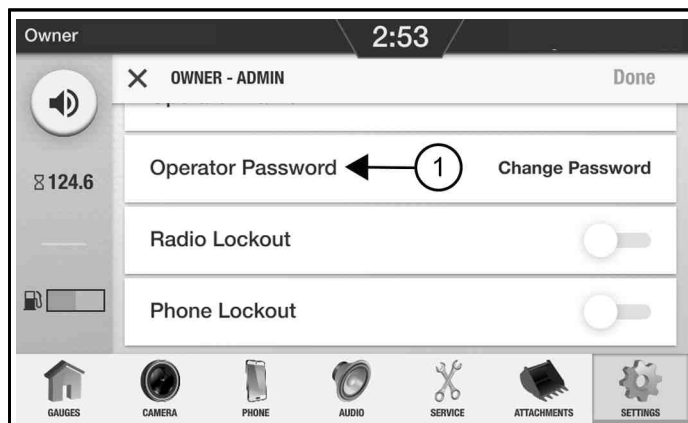 Owner
2:53
OWNER - ADMIN
Done
Operator Password
1
Change Password
124.6
Radio Lockout
Phone Lockout
GAUGES
CAMERA
PHONE
AUDIO
SERVICE
ATTACHMENTS
SETTINGS